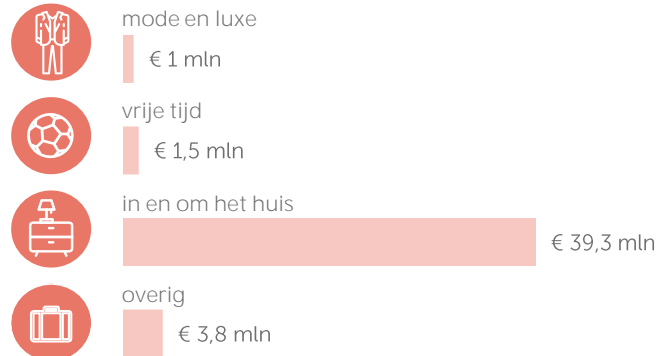 mode en luxe
€ 1 mln
vrije tijd
€ 1,5 mln
in en om het huis
€ 39,3 mln
overig
€ 3,8 mln